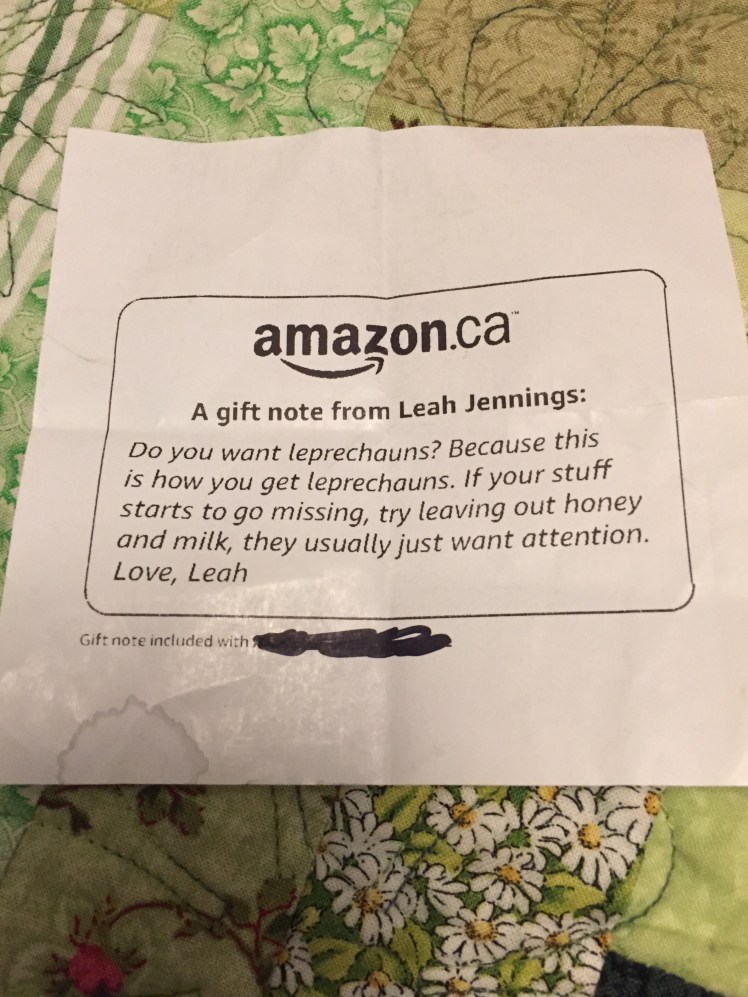 amazon.ca™
A gift note from Leah Jennings:
Do you want leprechauns? Because this
is how you get leprechauns. If your stuff
starts to go missing, try leaving out honey
and milk, they usually just want attention.
Love, Leah
Gift note included with